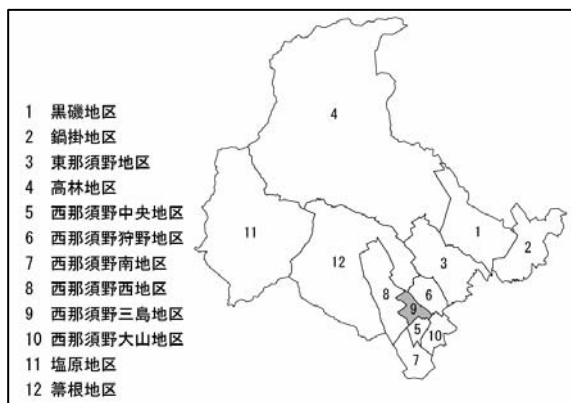 1 黒磯地区
2 鍋掛地区
3 東那須野地区
4 高林地区
5 西那須野中央地区
6 西那須野狩野地区
7 西那須野南地区
8 西那須野西地区
9 西那須野三島地区
10 西那須野大山地区
11 塩原地区
12 箒根地区
4
11
12
1
2
3
8
6
9
5
10
7